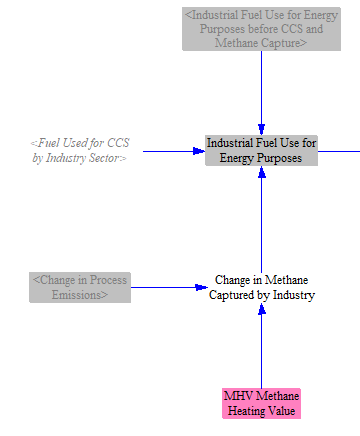 <Industrial Fuel Use for Energy
Purposes before CCS and
Methane Capture>
<Fuel Used for CCS
by Industry Sector>
Industrial Fuel Use for
Energy Purposes
<Change in Process
Emissions>
Change in Methane
Captured by Industry
MHV Methane
Heating Value